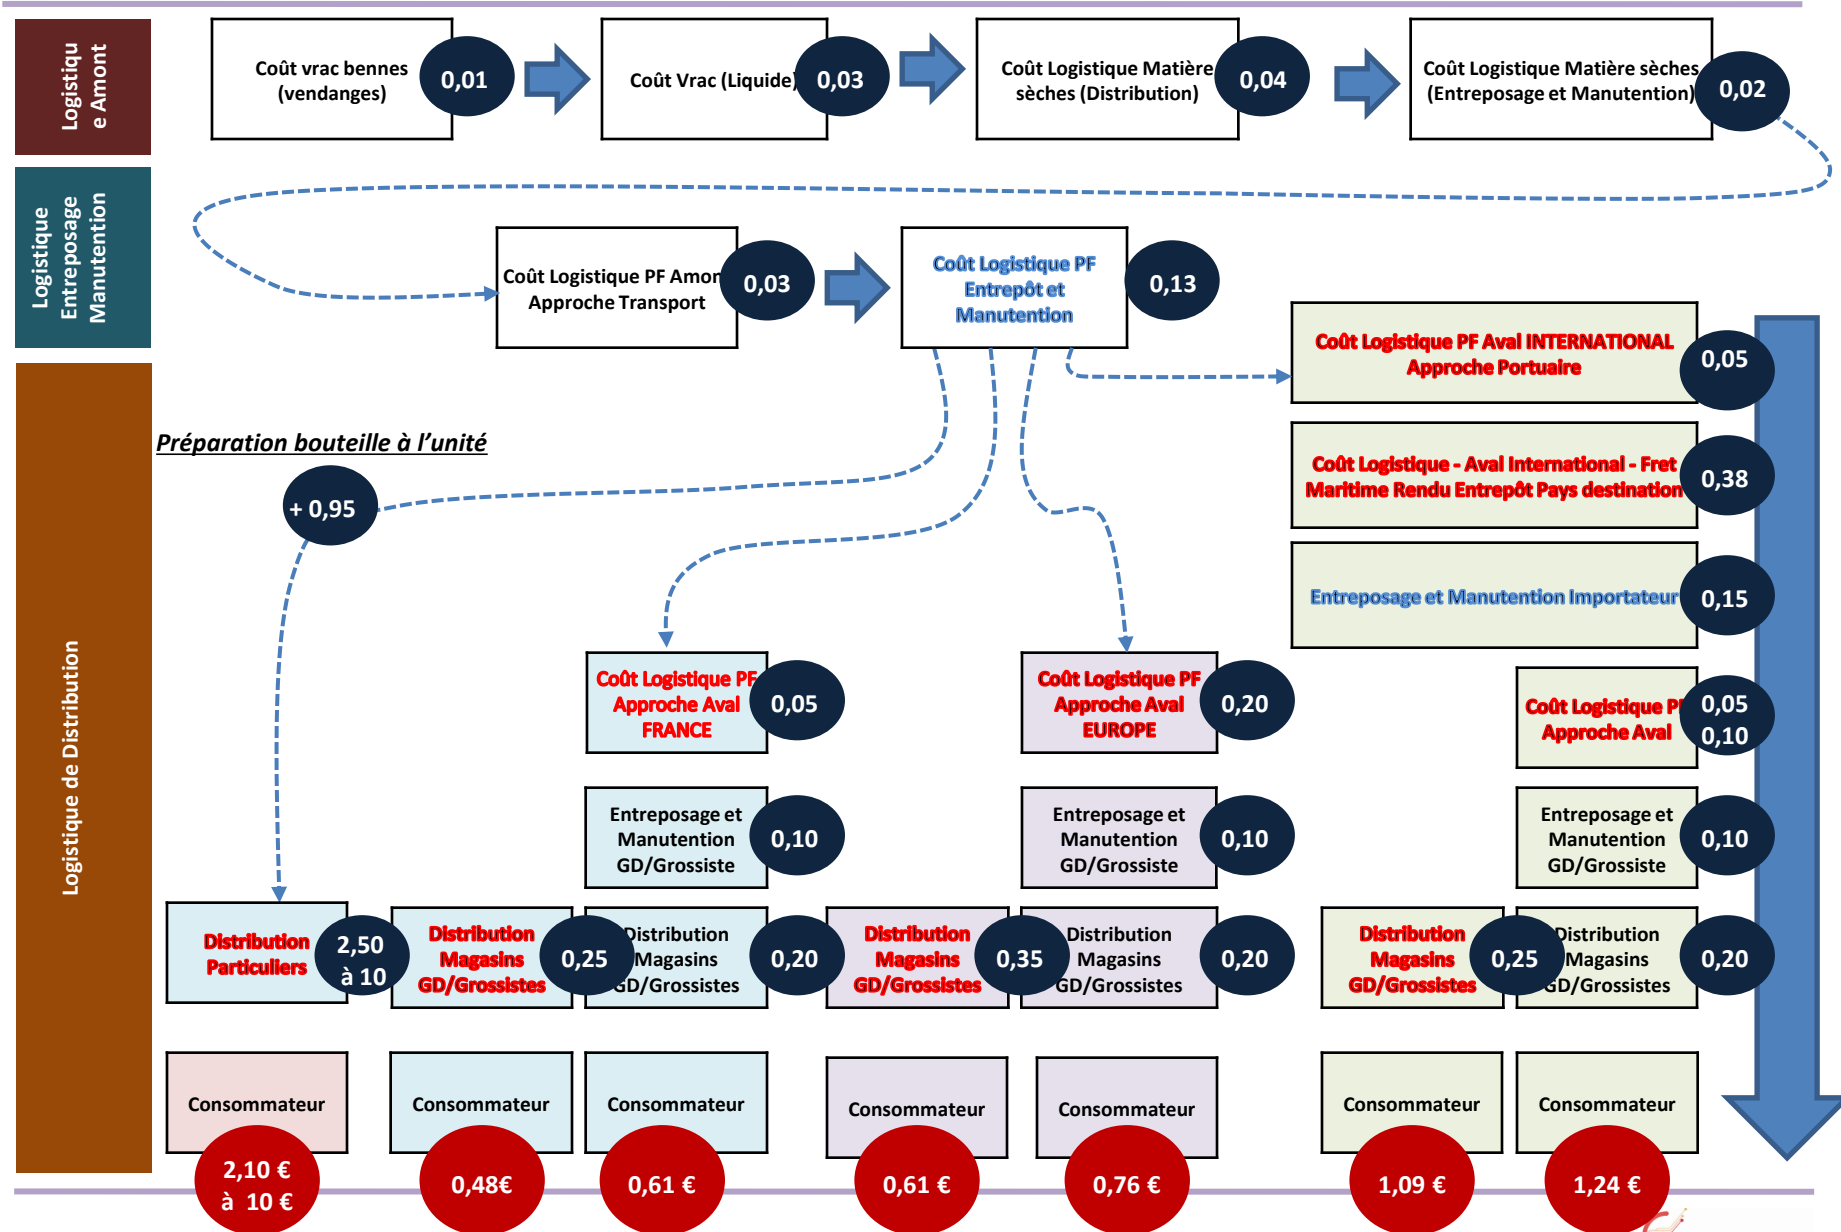 Logistiqu
e Amont
Coût vrac bennes
(vendanges)
0,01
Coût Vrac (Liquide)
0,03
Coût Logistique Matière
sèches (Distribution)
0,04
Coût Logistique Matière sèches
(Entreposage et Manutention)
0,02
Logistique
Entreposage
Manutention
Coût Logistique PF Amon
Approche Transport
0,03
Coût Logistique PF
Entrepôt et
Manutention
0,13
Coût Logistique PF Aval INTERNATIONAL
Approche Portuaire
0,05
Logistique de Distribution
Préparation bouteille à l’unité
+ 0,95
Coût Logistique - Aval International - Fret
Maritime Rendu Entrepôt Pays destination
0,38
Entreposage et Manutention Importateur
0,15
Coût Logistique PF
Approche Aval
FRANCE
0,05
Coût Logistique PF
Approche Aval
EUROPE
0,20
Coût Logistique P
Approche Aval
0,05
0,10
Entreposage et
Manutention
GD/Grossiste
0,10
Entreposage et
Manutention
GD/Grossiste
0,10
Entreposage et
Manutention
GD/Grossiste
0,10
Distribution
Particuliers
2,50
à 10
Distribution
Magasins
GD/Grossistes
0,25
Distribution
Magasins
GD/Grossistes
0,20
Distribution
Magasins
GD/Grossistes
0,35
Distribution
Magasins
GD/Grossistes
0,20
Distribution
Magasins
GD/Grossistes
0,25
Distribution
Magasins
GD/Grossistes
0,20
Consommateur
2,10 €
à 10 €
Consommateur
0,48€
Consommateur
0,61 €
Consommateur
0,61 €
Consommateur
0,76 €
Consommateur
1,09 €
Consommateur
1,24 €